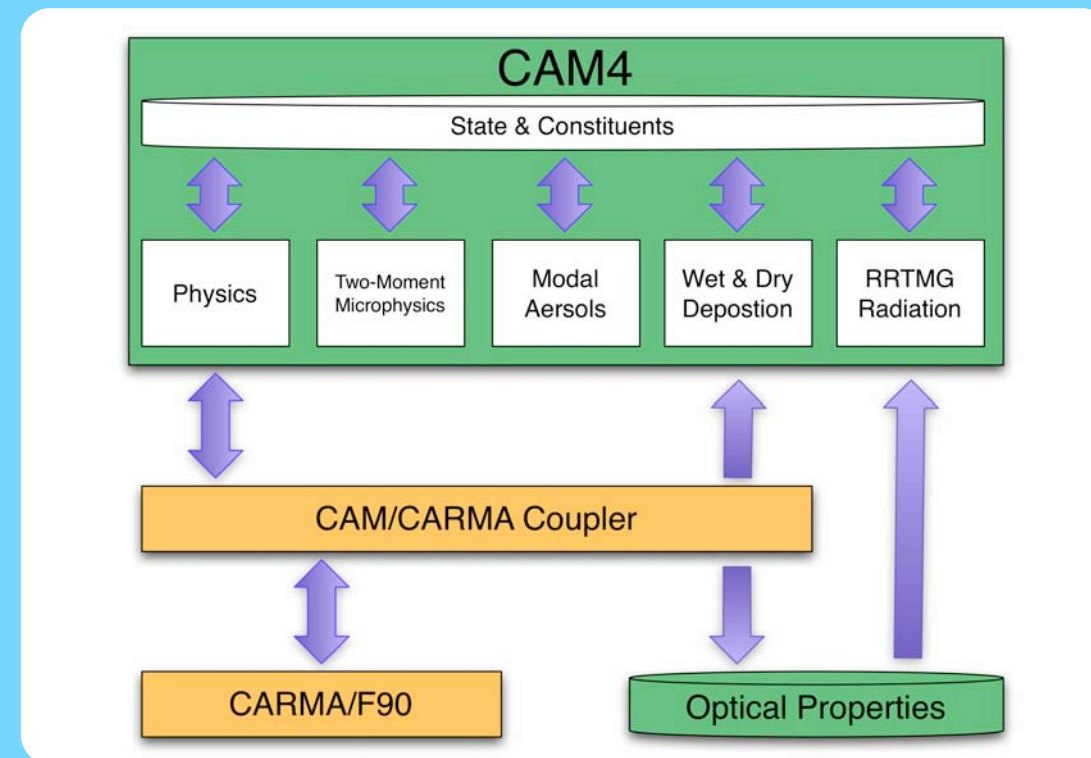 CAM4
State & Constituents
Physics
Two-Moment
Microphysics
Modal
Aersols
Wet & Dry
Depostion
RRTMG
Radiation
CAM/CARMA Coupler
CARMA/F90
Optical Properties